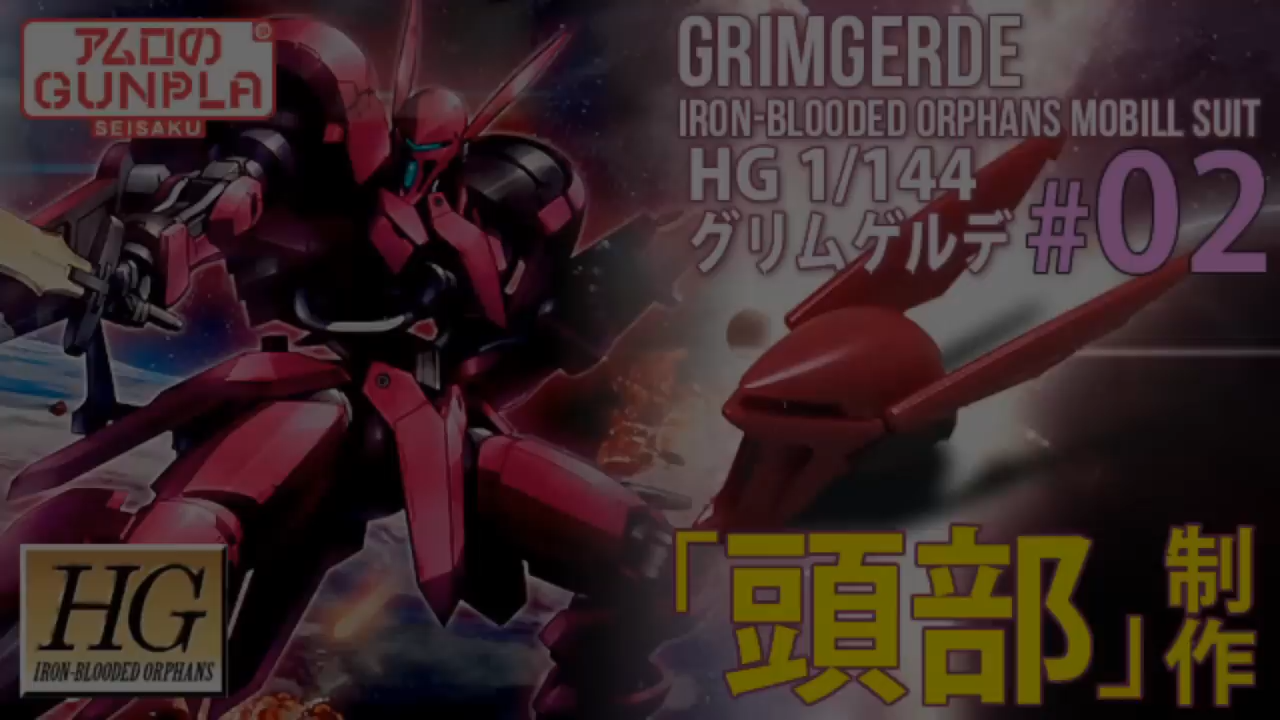 アムロの
GUNPLA
SEISAKU
GRIMGERDE
IRON-BLOODED ORPHANS MOBILL SUIT
HG 1/144
グリムゲルデ #02
HG
IRON-BLOODED ORPHANS
「頭部」制作